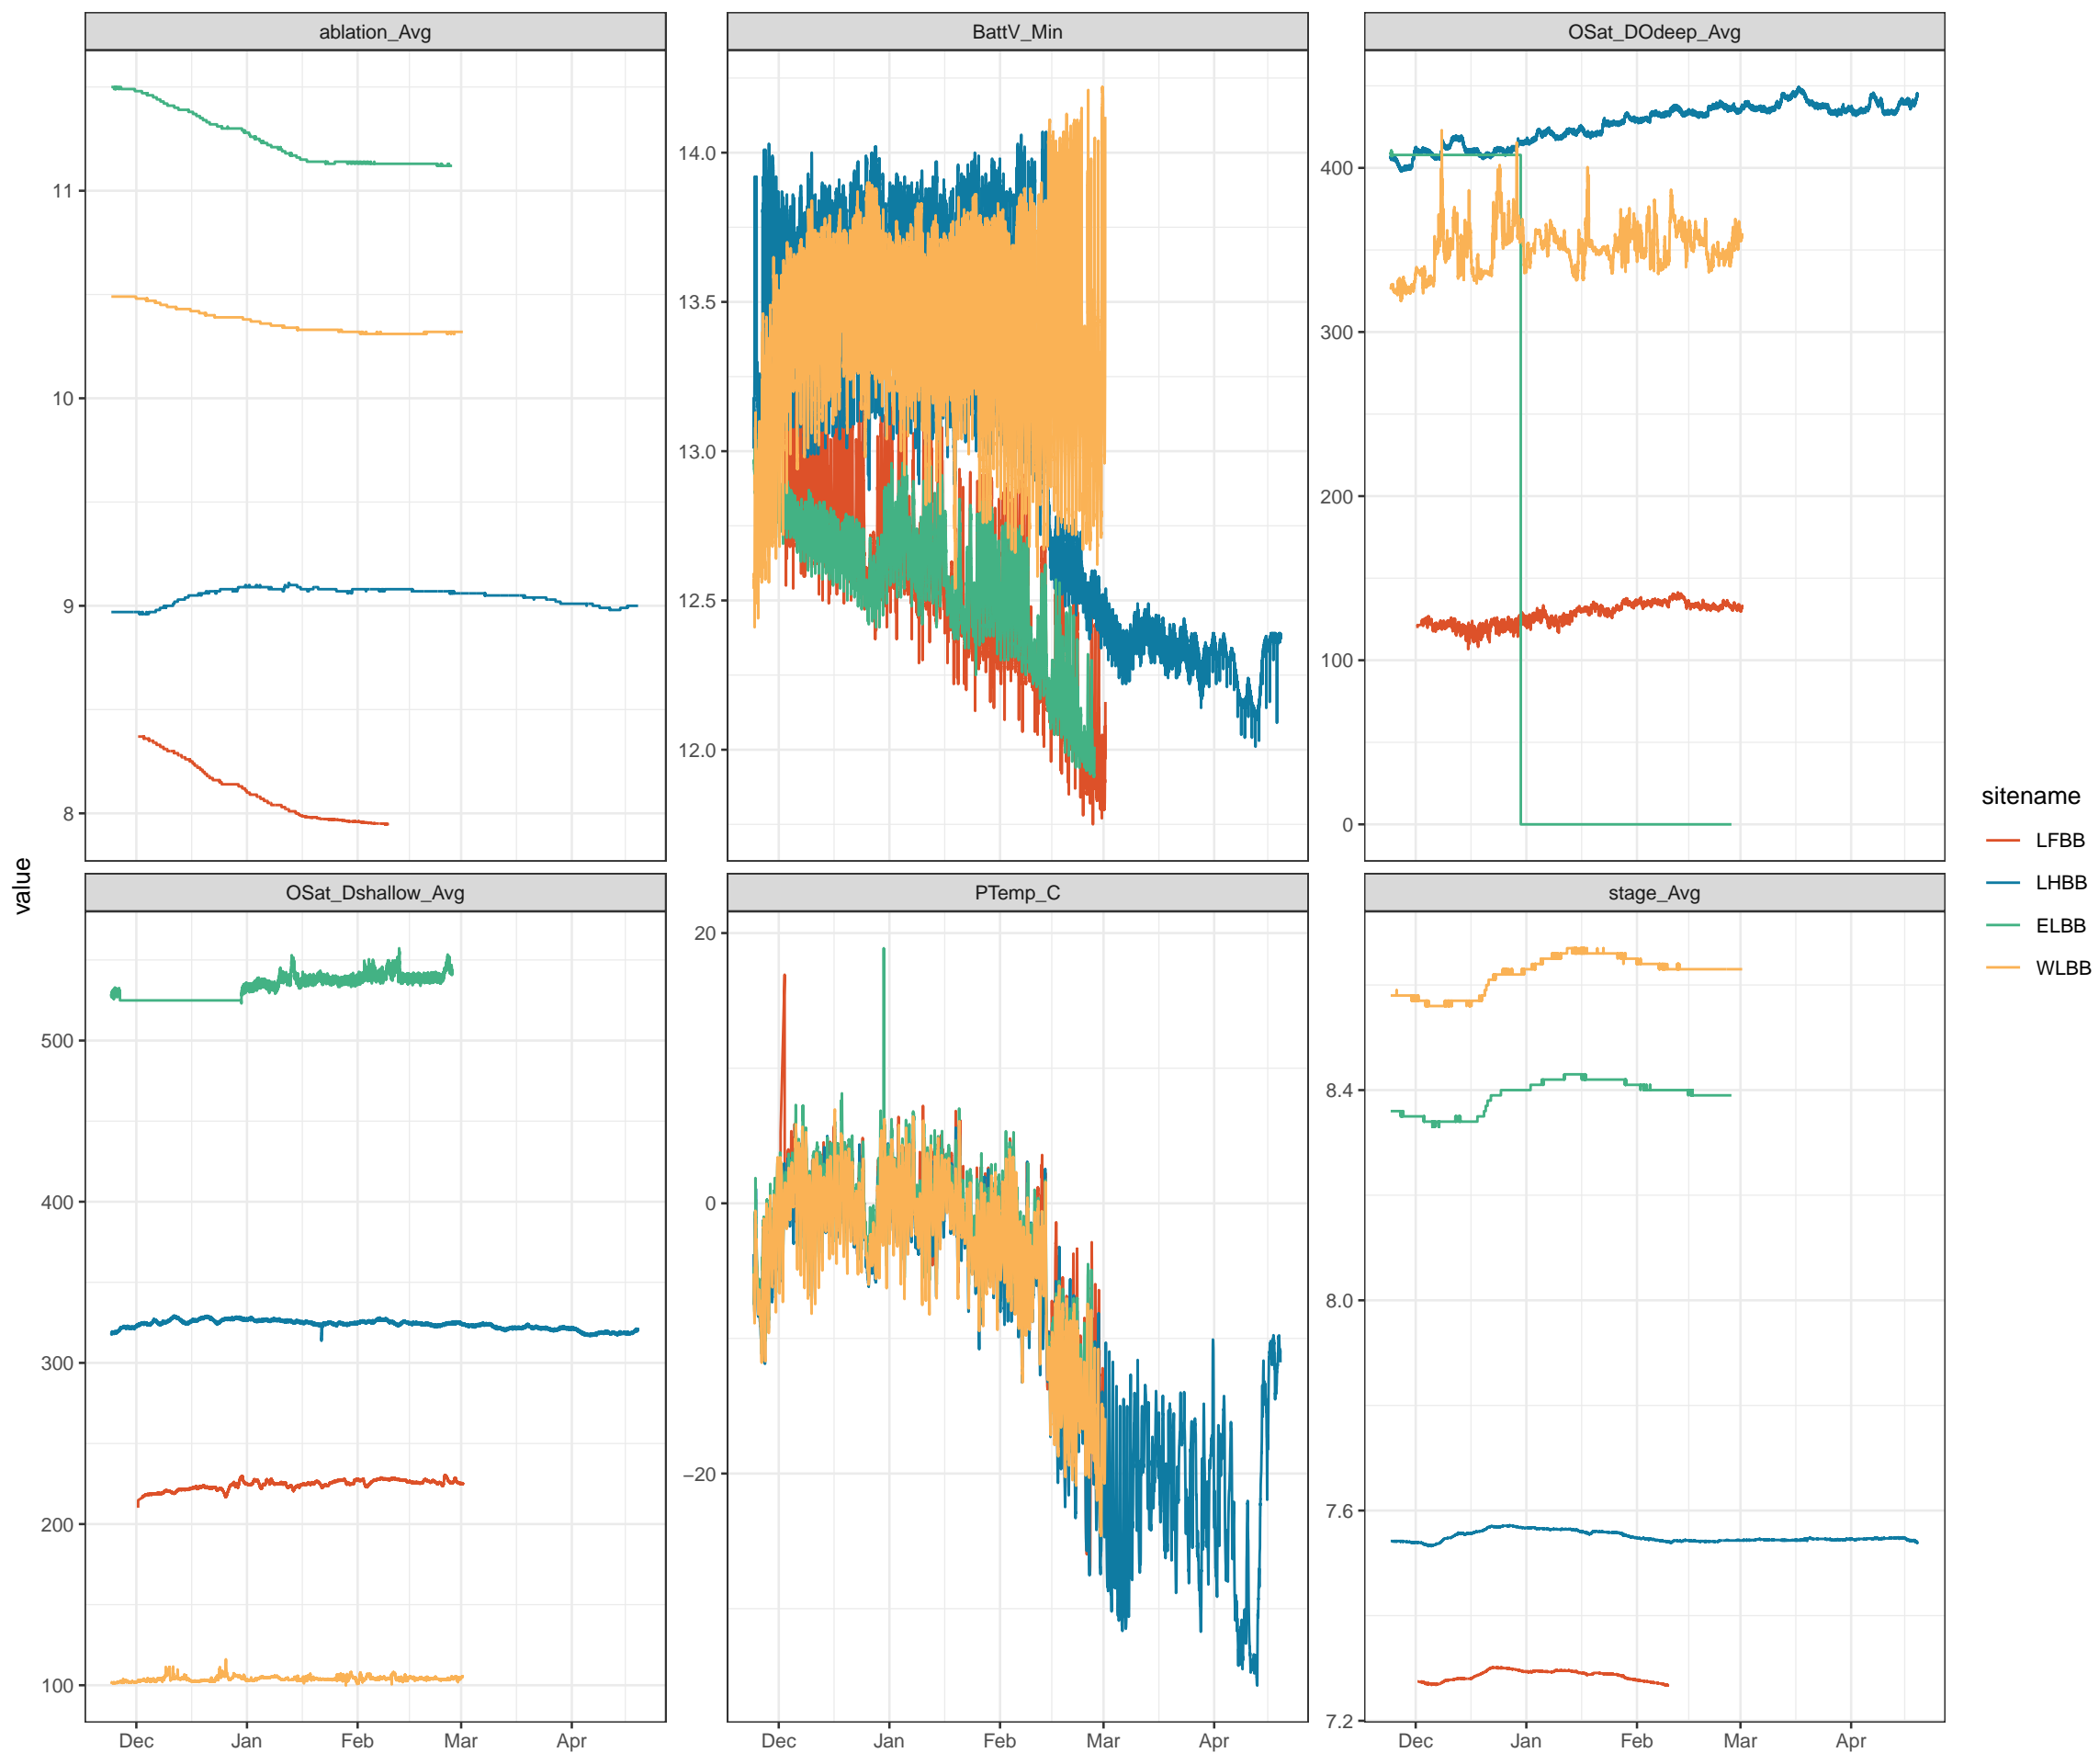 ablation_Avg
BattV_Min
OSat_DOdeep_Avg
11
10
9
8
14.0
13.5
13.0
12.5
12.0
400
300
200
100
0
value
OSat_Dshallow_Avg
PTemp_C
stage_Avg
500
400
300
200
100
20
0
−20
8.4
8.0
7.6
7.2
Dec Jan Feb Mar Apr
Dec Jan Feb Mar Apr
Dec Jan Feb Mar Apr
sitename
LFBB
LHBB
ELBB
WLBB